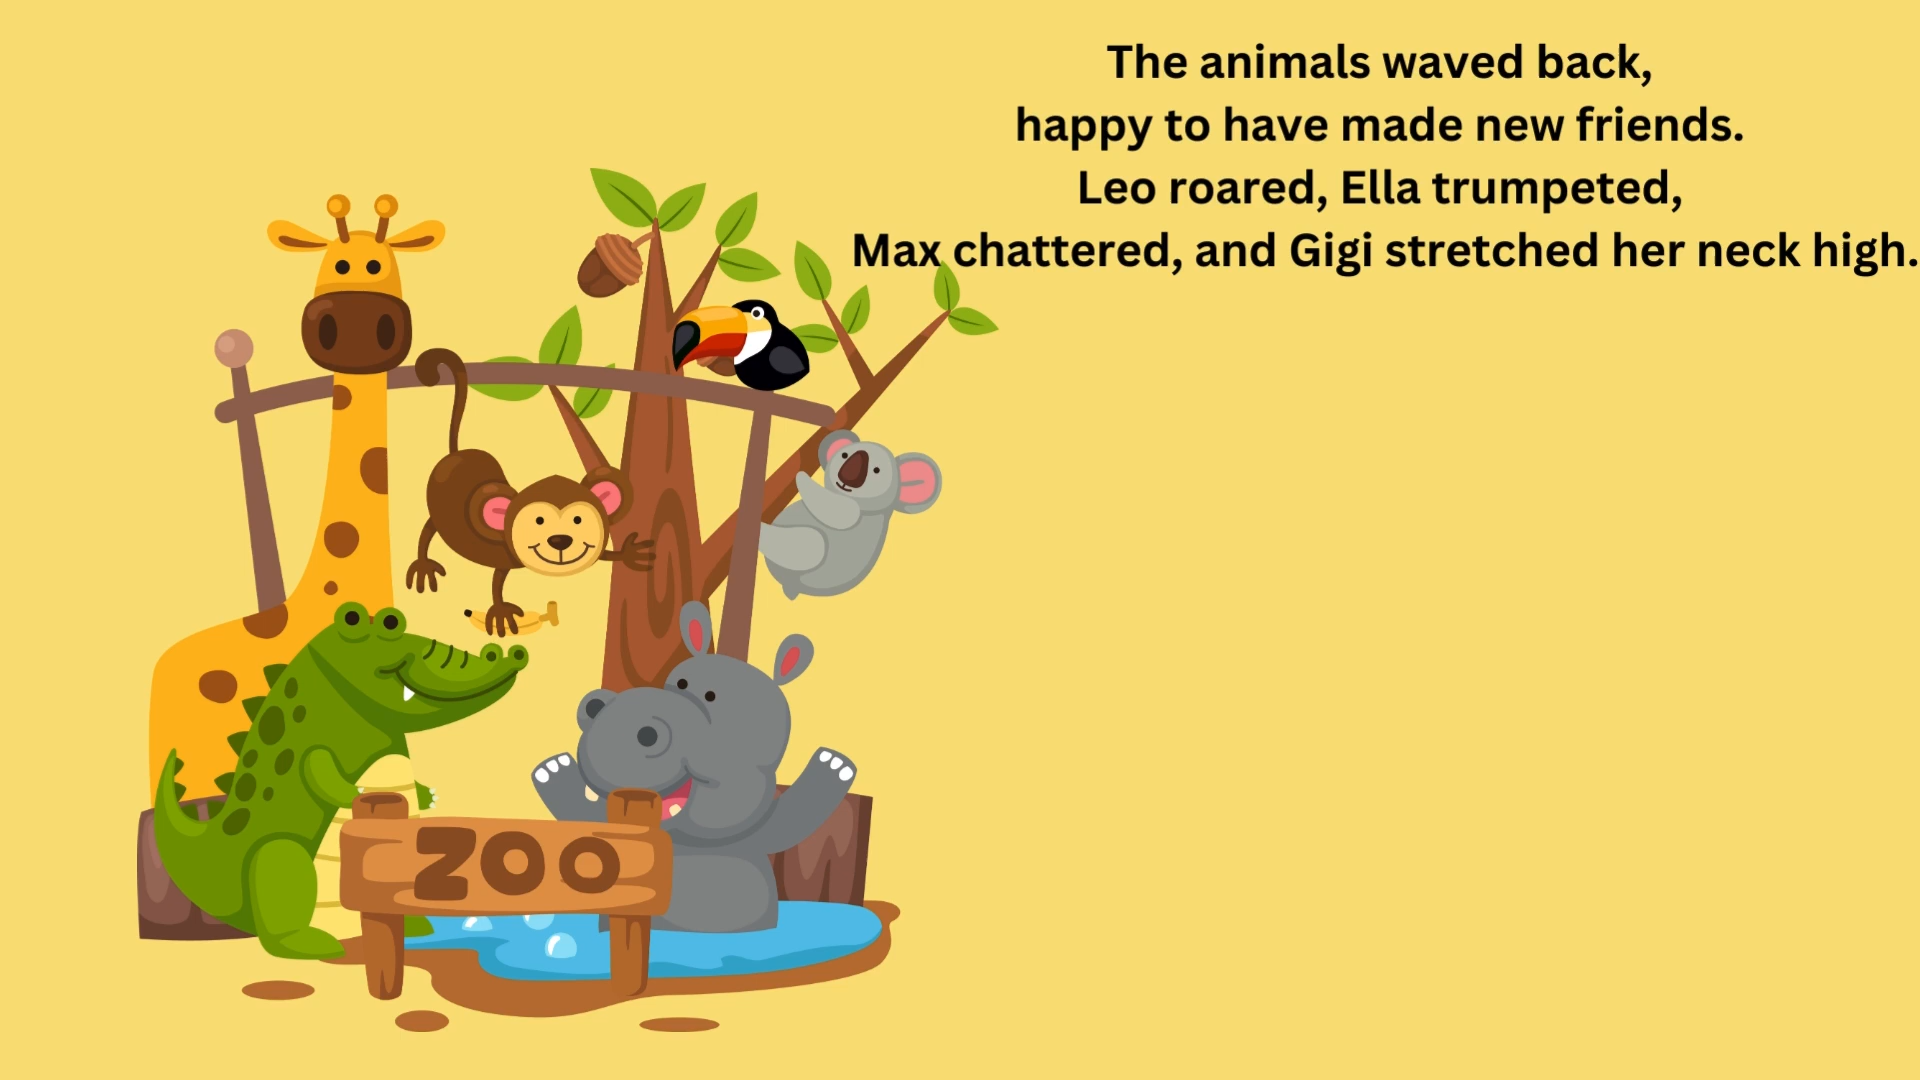 The animals waved back,
happy to have made new friends.
Leo roared, Ella trumpeted,
Max chattered, and Gigi stretched her neck high.
ZOO